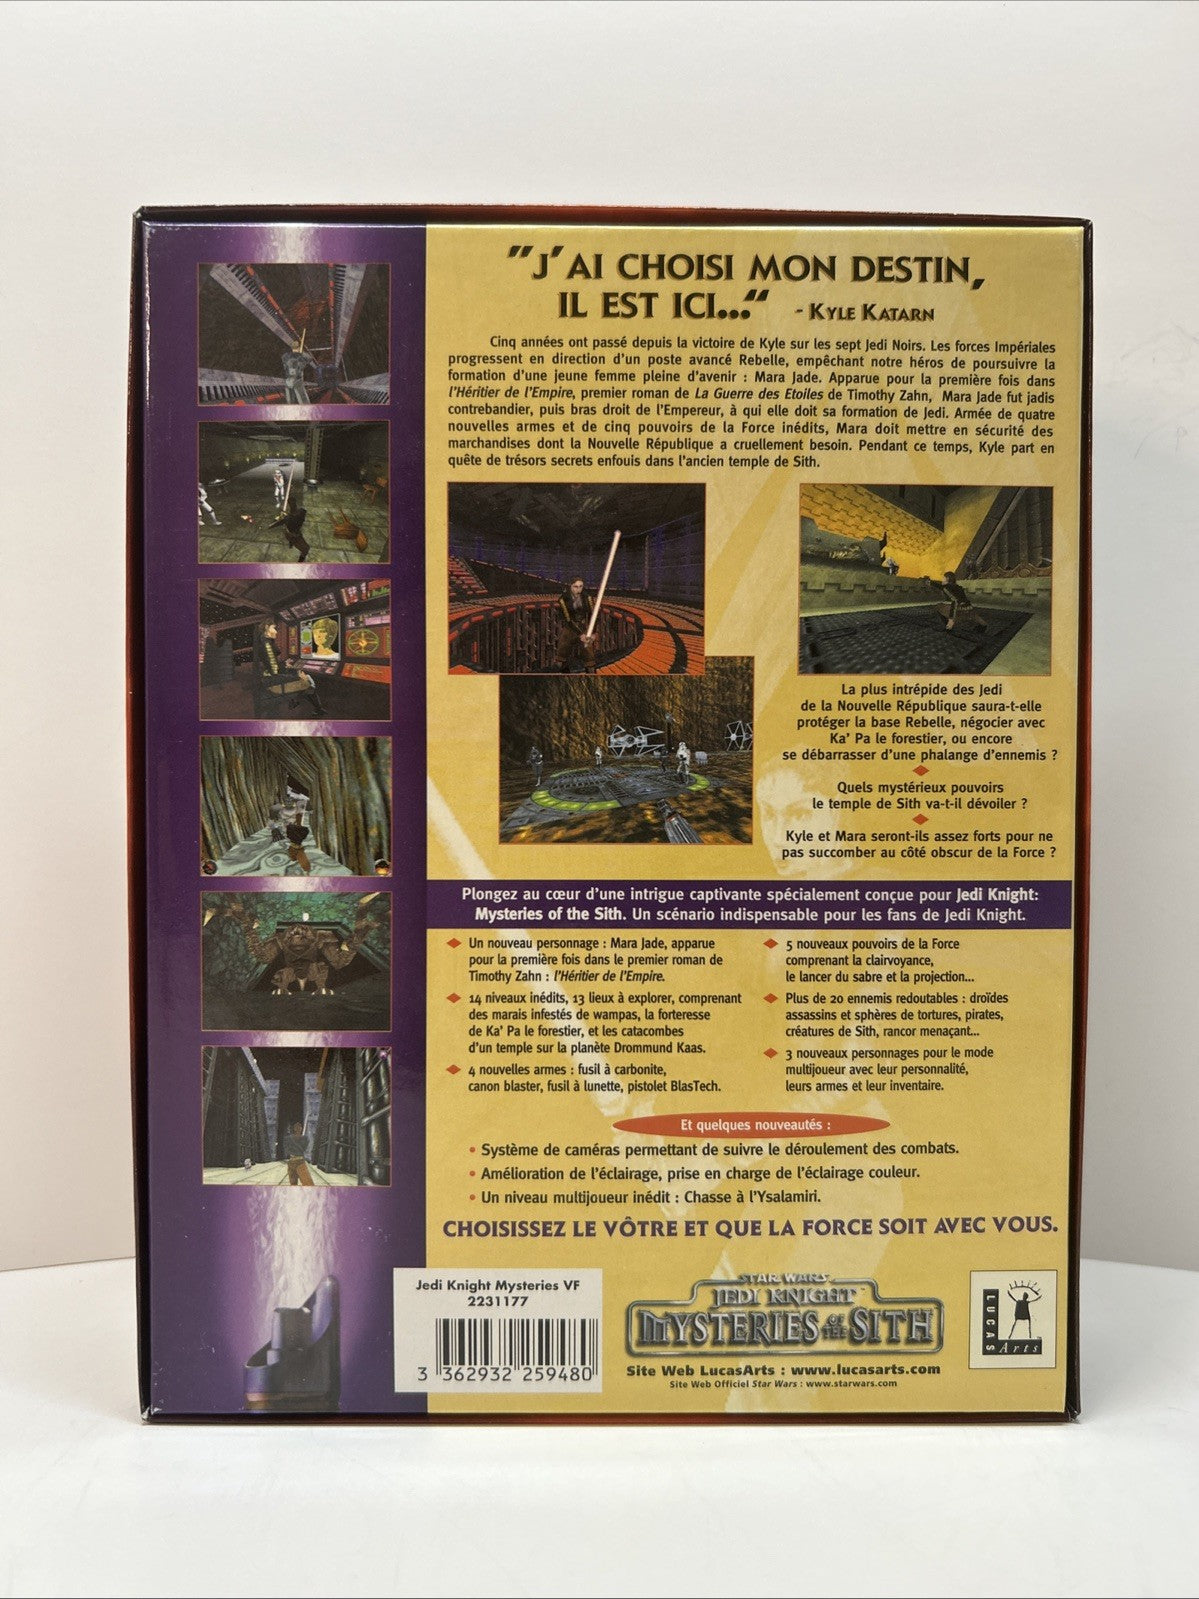 "J'AI CHOISI MON DESTIN,
IL EST ICI..." - KYLE KATARN
Cinq années ont passé depuis la victoire de Kyle sur les sept Jedi Noirs. Les forces Impériales
progressent en direction d'un poste avancé Rebelle, empêchant notre héros de poursuivre la
formation d'une jeune femme pleine d'avenir : Mara Jade. Apparue pour la première fois dans
l'Héritier de l'Empire, premier roman de La Guerre des Etoiles de Timothy Zahn, Mara Jade fut jadis
contrebandier, puis bras droit de l'Empereur, à qui elle doit sa formation de Jedi. Armée de quatre
nouvelles armes et de cinq pouvoirs de la Force inédits, Mara doit mettre en sécurité des
marchandises dont la Nouvelle République a cruellement besoin. Pendant ce temps, Kyle part en
quête de trésors secrets enfouis dans l'ancien temple de Sith.
La plus intrépide des Jedi
de la Nouvelle République saura-t-elle
protéger la base Rebelle, négocier avec
Ka' Pa le forestier, ou encore
se débarrasser d'une phalange d'ennemis ?
Quels mystérieux pouvoirs
le temple de Sith va-t-il dévoiler ?
Kyle et Mara seront-ils assez forts pour ne
pas succomber au côté obscur de la Force ?
Plongez au cœur d'une intrigue captivante spécialement conçue pour Jedi Knight:
Mysteries of the Sith. Un scénario indispensable pour les fans de Jedi Knight.
Un nouveau personnage : Mara Jade, apparue
pour la première fois dans le premier roman de
Timothy Zahn : l'Héritier de l'Empire.
14 niveaux inédits, 13 lieux à explorer, comprenant
des marais infestés de wampas, la forteresse
de Ka' Pa le forestier, et les catacombes
d'un temple sur la planète Drommund Kaas.
4 nouvelles armes : fusil à carbonite,
canon blaster, fusil à lunette, pistolet BlasTech.
5 nouveaux pouvoirs de la Force
comprenant la clairvoyance,
le lancer du sabre et la projection...
Plus de 20 ennemis redoutables : droïdes
assassins et sphères de tortures, pirates,
créatures de Sith, rancor menaçant...
3 nouveaux personnages pour le mode
multijoueur avec leur personnalité,
leurs armes et leur inventaire.
Et quelques nouveautés :
• Système de caméras permettant de suivre le déroulement des combats.
• Amélioration de l'éclairage, prise en charge de l'éclairage couleur.
• Un niveau multijoueur inédit : Chasse à l'Ysalamiri.
CHOISISSEZ LE VÔTRE ET QUE LA FORCE SOIT AVEC VOUS.
Jedi Knight Mysteries VF
2231177
3 362932 259480
STAR WARS
JEDI KNIGHT™
MYSTERIES OF THE SITH
Site Web LucasArts : www.lucasarts.com
Site Web Officiel Star Wars : www.starwars.com
LUCAS
Arts